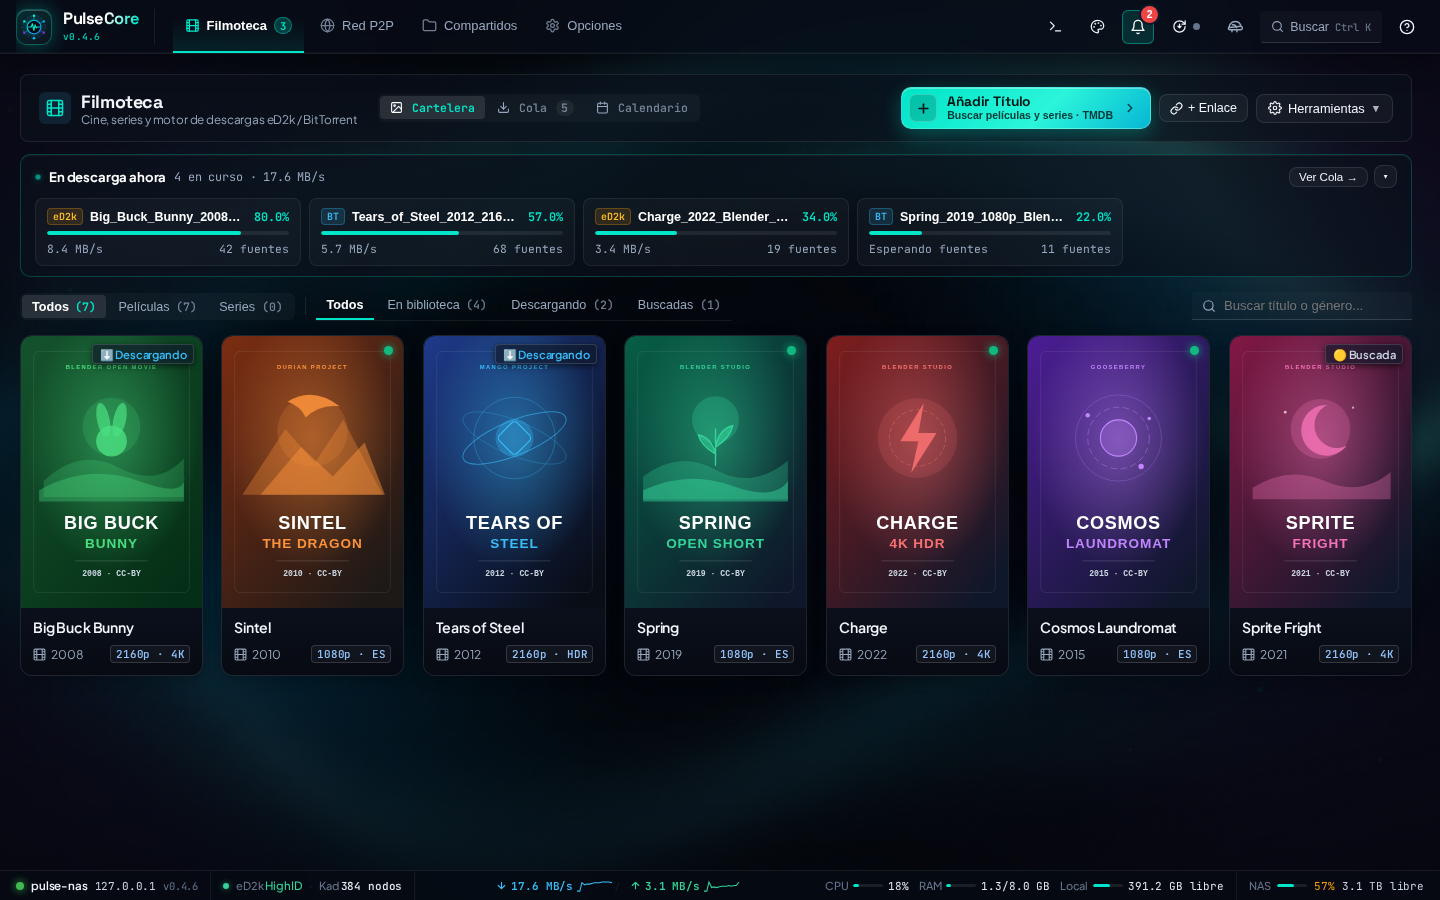 PulseCore
v0.4.6
Filmoteca 3
Red P2P
Compartidos
Opciones
2
Buscar Ctrl K
Filmoteca
Cine, series y motor de descargas eD2k/BitTorrent
Cartelera
Cola 5
Calendario
Añadir Título
Buscar películas y series · TMDB
+ Enlace
Herramientas ▾
En descarga ahora 4 en curso · 17.6 MB/s
Ver Cola →
eD2k Big_Buck_Bunny_2008... 80.0%
8.4 MB/s 42 fuentes
BT Tears_of_Steel_2012_216... 57.0%
5.7 MB/s 68 fuentes
eD2k Charge_2022_Blender_... 34.0%
3.4 MB/s 19 fuentes
BT Spring_2019_1080p_Blen... 22.0%
Esperando fuentes 11 fuentes
Todos (7) Películas (7) Series (0)
Todos En biblioteca (4) Descargando (2) Buscadas (1)
Buscar título o género...
Descargando
BLENDER OPEN MOVIE
BIG BUCK
BUNNY
2008 · CC-BY
Big Buck Bunny
2008 2160p · 4K
DURIAN PROJECT
SINTEL
THE DRAGON
2010 · CC-BY
Sintel
2010 1080p · ES
Descargando
MANGO PROJECT
TEARS OF
STEEL
2012 · CC-BY
Tears of Steel
2012 2160p · HDR
BLENDER STUDIO
SPRING
OPEN SHORT
2019 · CC-BY
Spring
2019 1080p · ES
BLENDER STUDIO
CHARGE
4K HDR
2022 · CC-BY
Charge
2022 2160p · 4K
GOOSEBERRY
COSMOS
LAUNDROMAT
2015 · CC-BY
Cosmos Laundromat
2015 1080p · ES
Buscada
BLENDER STUDIO
SPRITE
FRIGHT
2021 · CC-BY
Sprite Fright
2021 2160p · 4K
pulse-nas 127.0.0.1 v0.4.6
eD2k HighID · Kad 384 nodos
↓ 17.6 MB/s / ↑ 3.1 MB/s
CPU 18% RAM 1.3/8.0 GB Local 391.2 GB libre
NAS 57% 3.1 TB libre